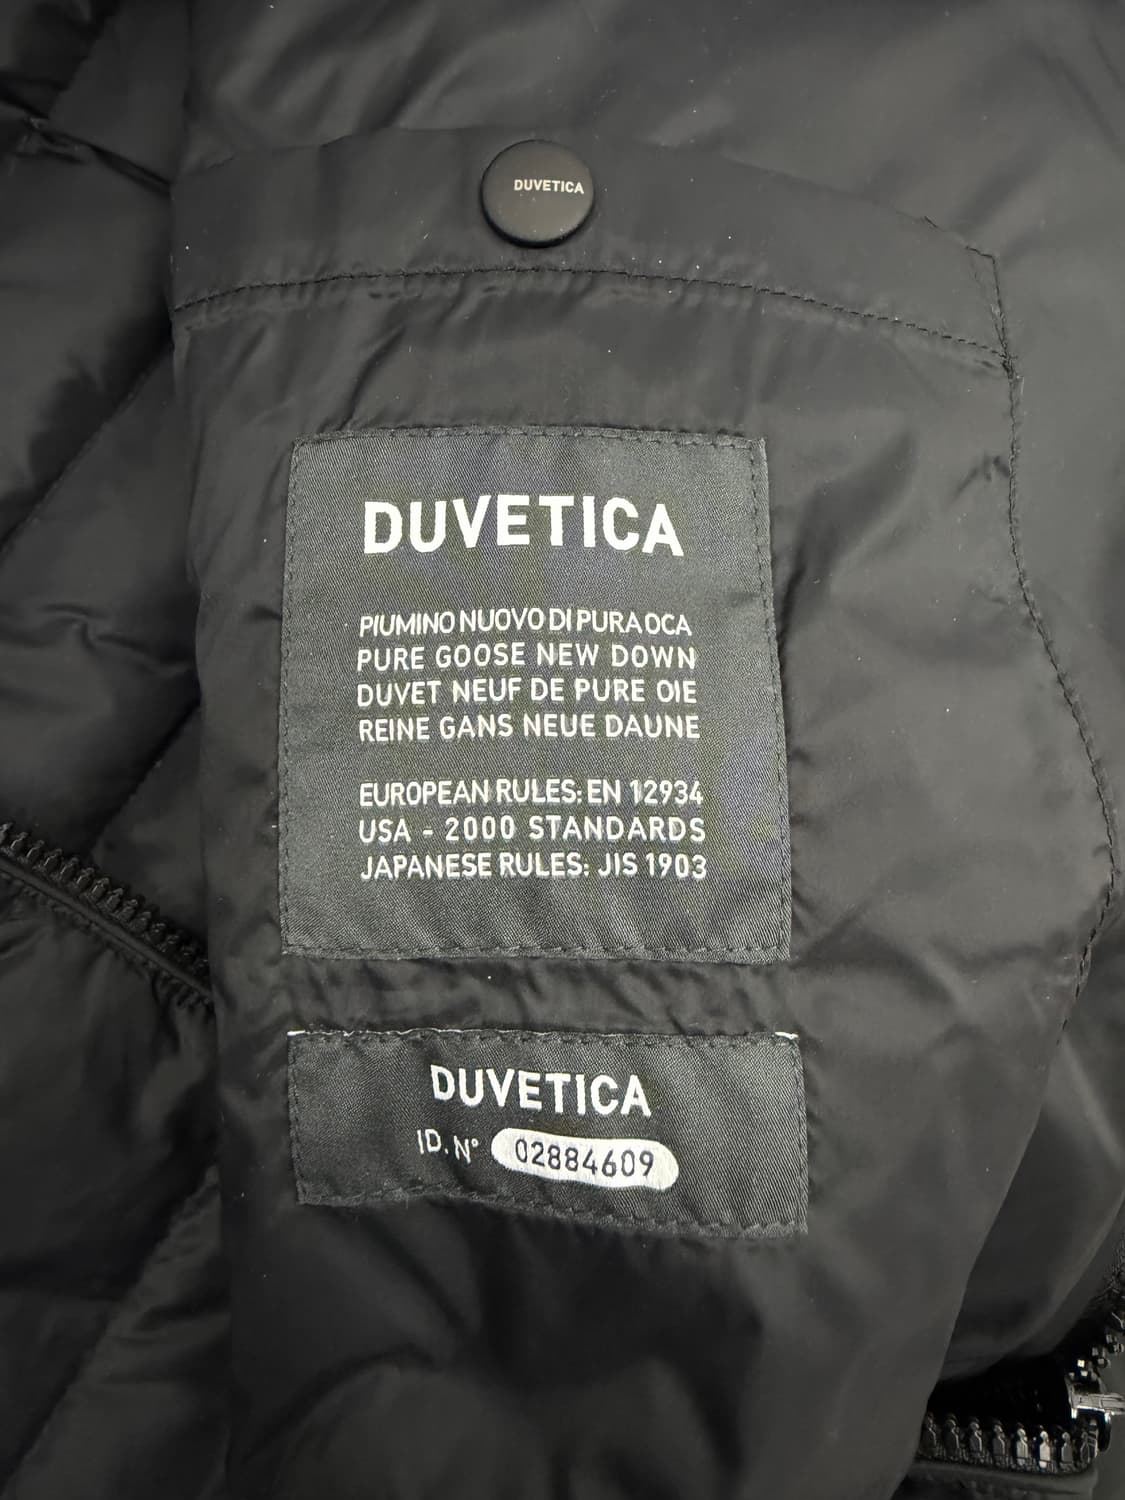 DUVETICA
DUVETICA
PIUMINO NUOVO DI PURA OCA
PURE GOOSE NEW DOWN
DUVET NEUF DE PURE OIE
REINE GANS NEUE DAUNE
EUROPEAN RULES: EN 12934
USA - 2000 STANDARDS
JAPANESE RULES: JIS 1903
DUVETICA
ID. N° 02884609